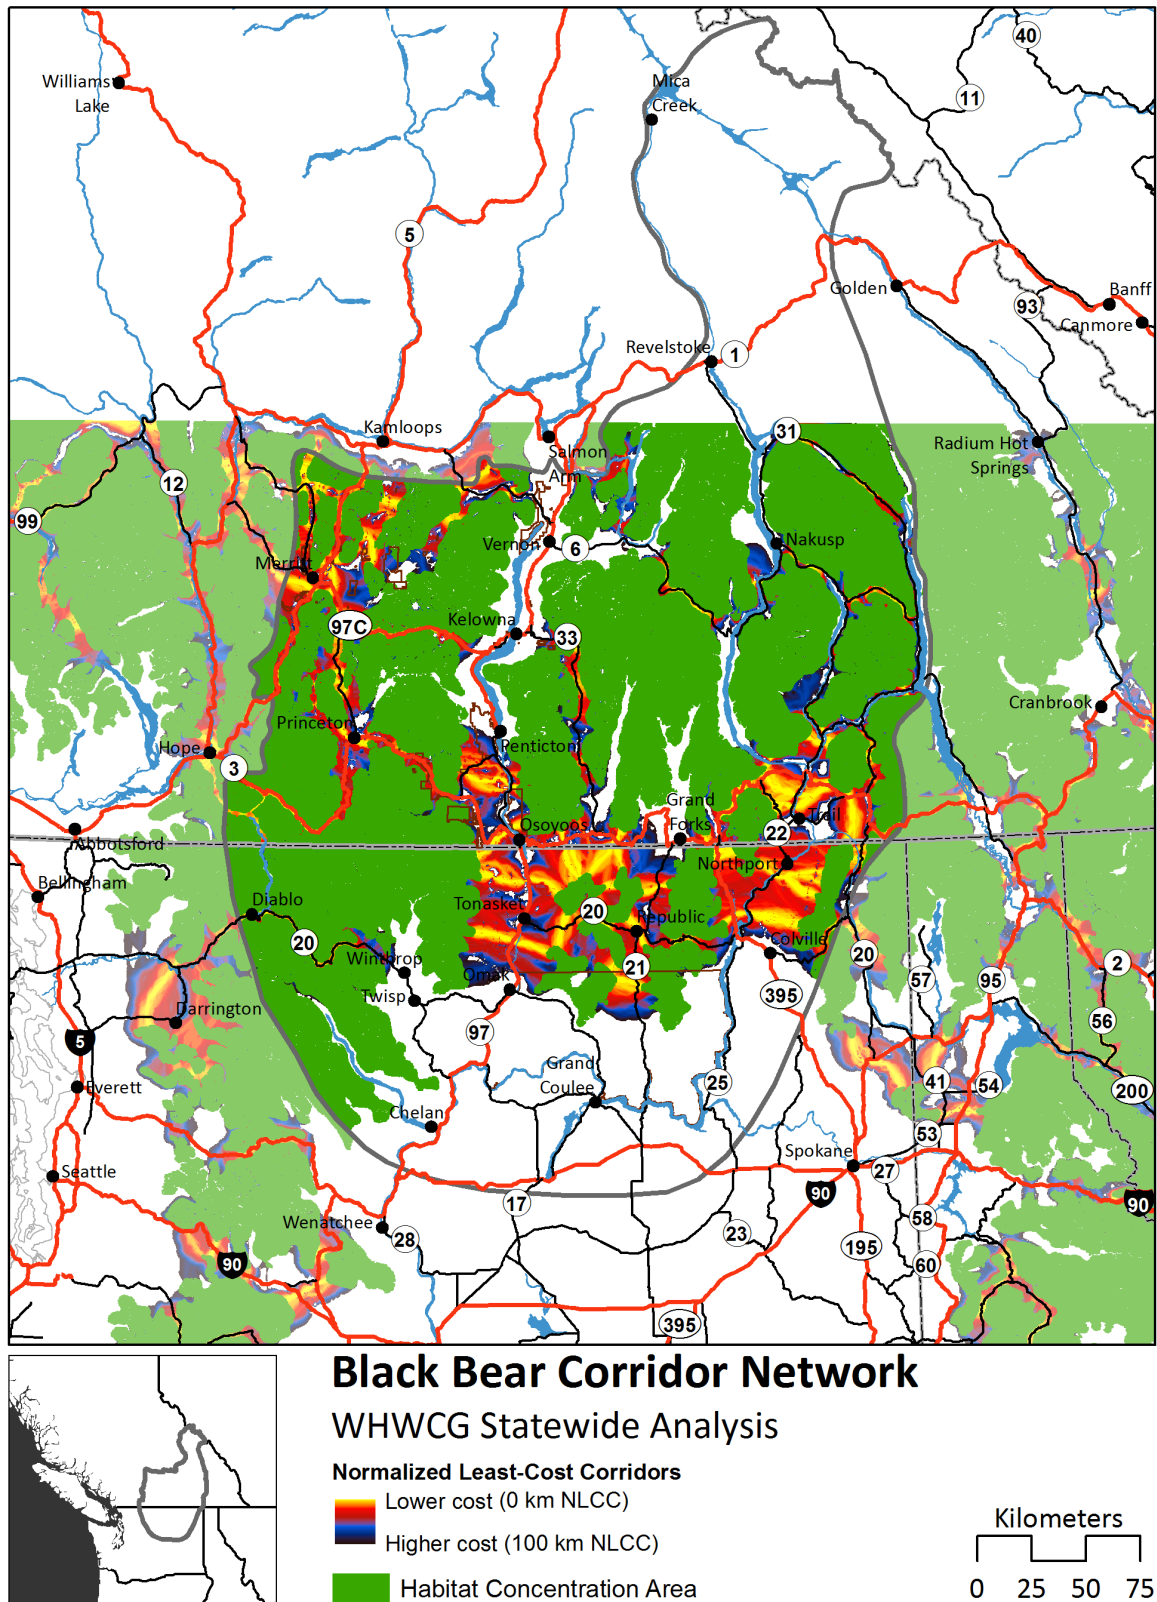 40
Williams
Lake
Mica
Creek
11
5
Golden
Banff
93
Canmore
Revelstoke
1
Kamloops
31
Radium Hot
Springs
Salmon
Arm
12
99
Vernon
6
Nakusp
Merritt
97C
Kelowna
33
Cranbrook
Princeton
Penticton
Hope
3
Grand
Forks
Trail
Osoyoos
22
Abbotsford
Northport
Bellingham
Diablo
Tonasket
20
Republic
20
Colville
Winthrop
20
2
Omak
21
57
95
Twisp
395
Darrington
97
56
5
Grand
Coulee
25
41
54
200
Everett
Chelan
53
Spokane
27
Seattle
90
90
17
58
Wenatchee
28
23
195
90
60
395
Black Bear Corridor Network
WHWCG Statewide Analysis
Normalized Least-Cost Corridors
Lower cost (0 km NLCC)
Higher cost (100 km NLCC)
Habitat Concentration Area
Kilometers
0 25 50 75